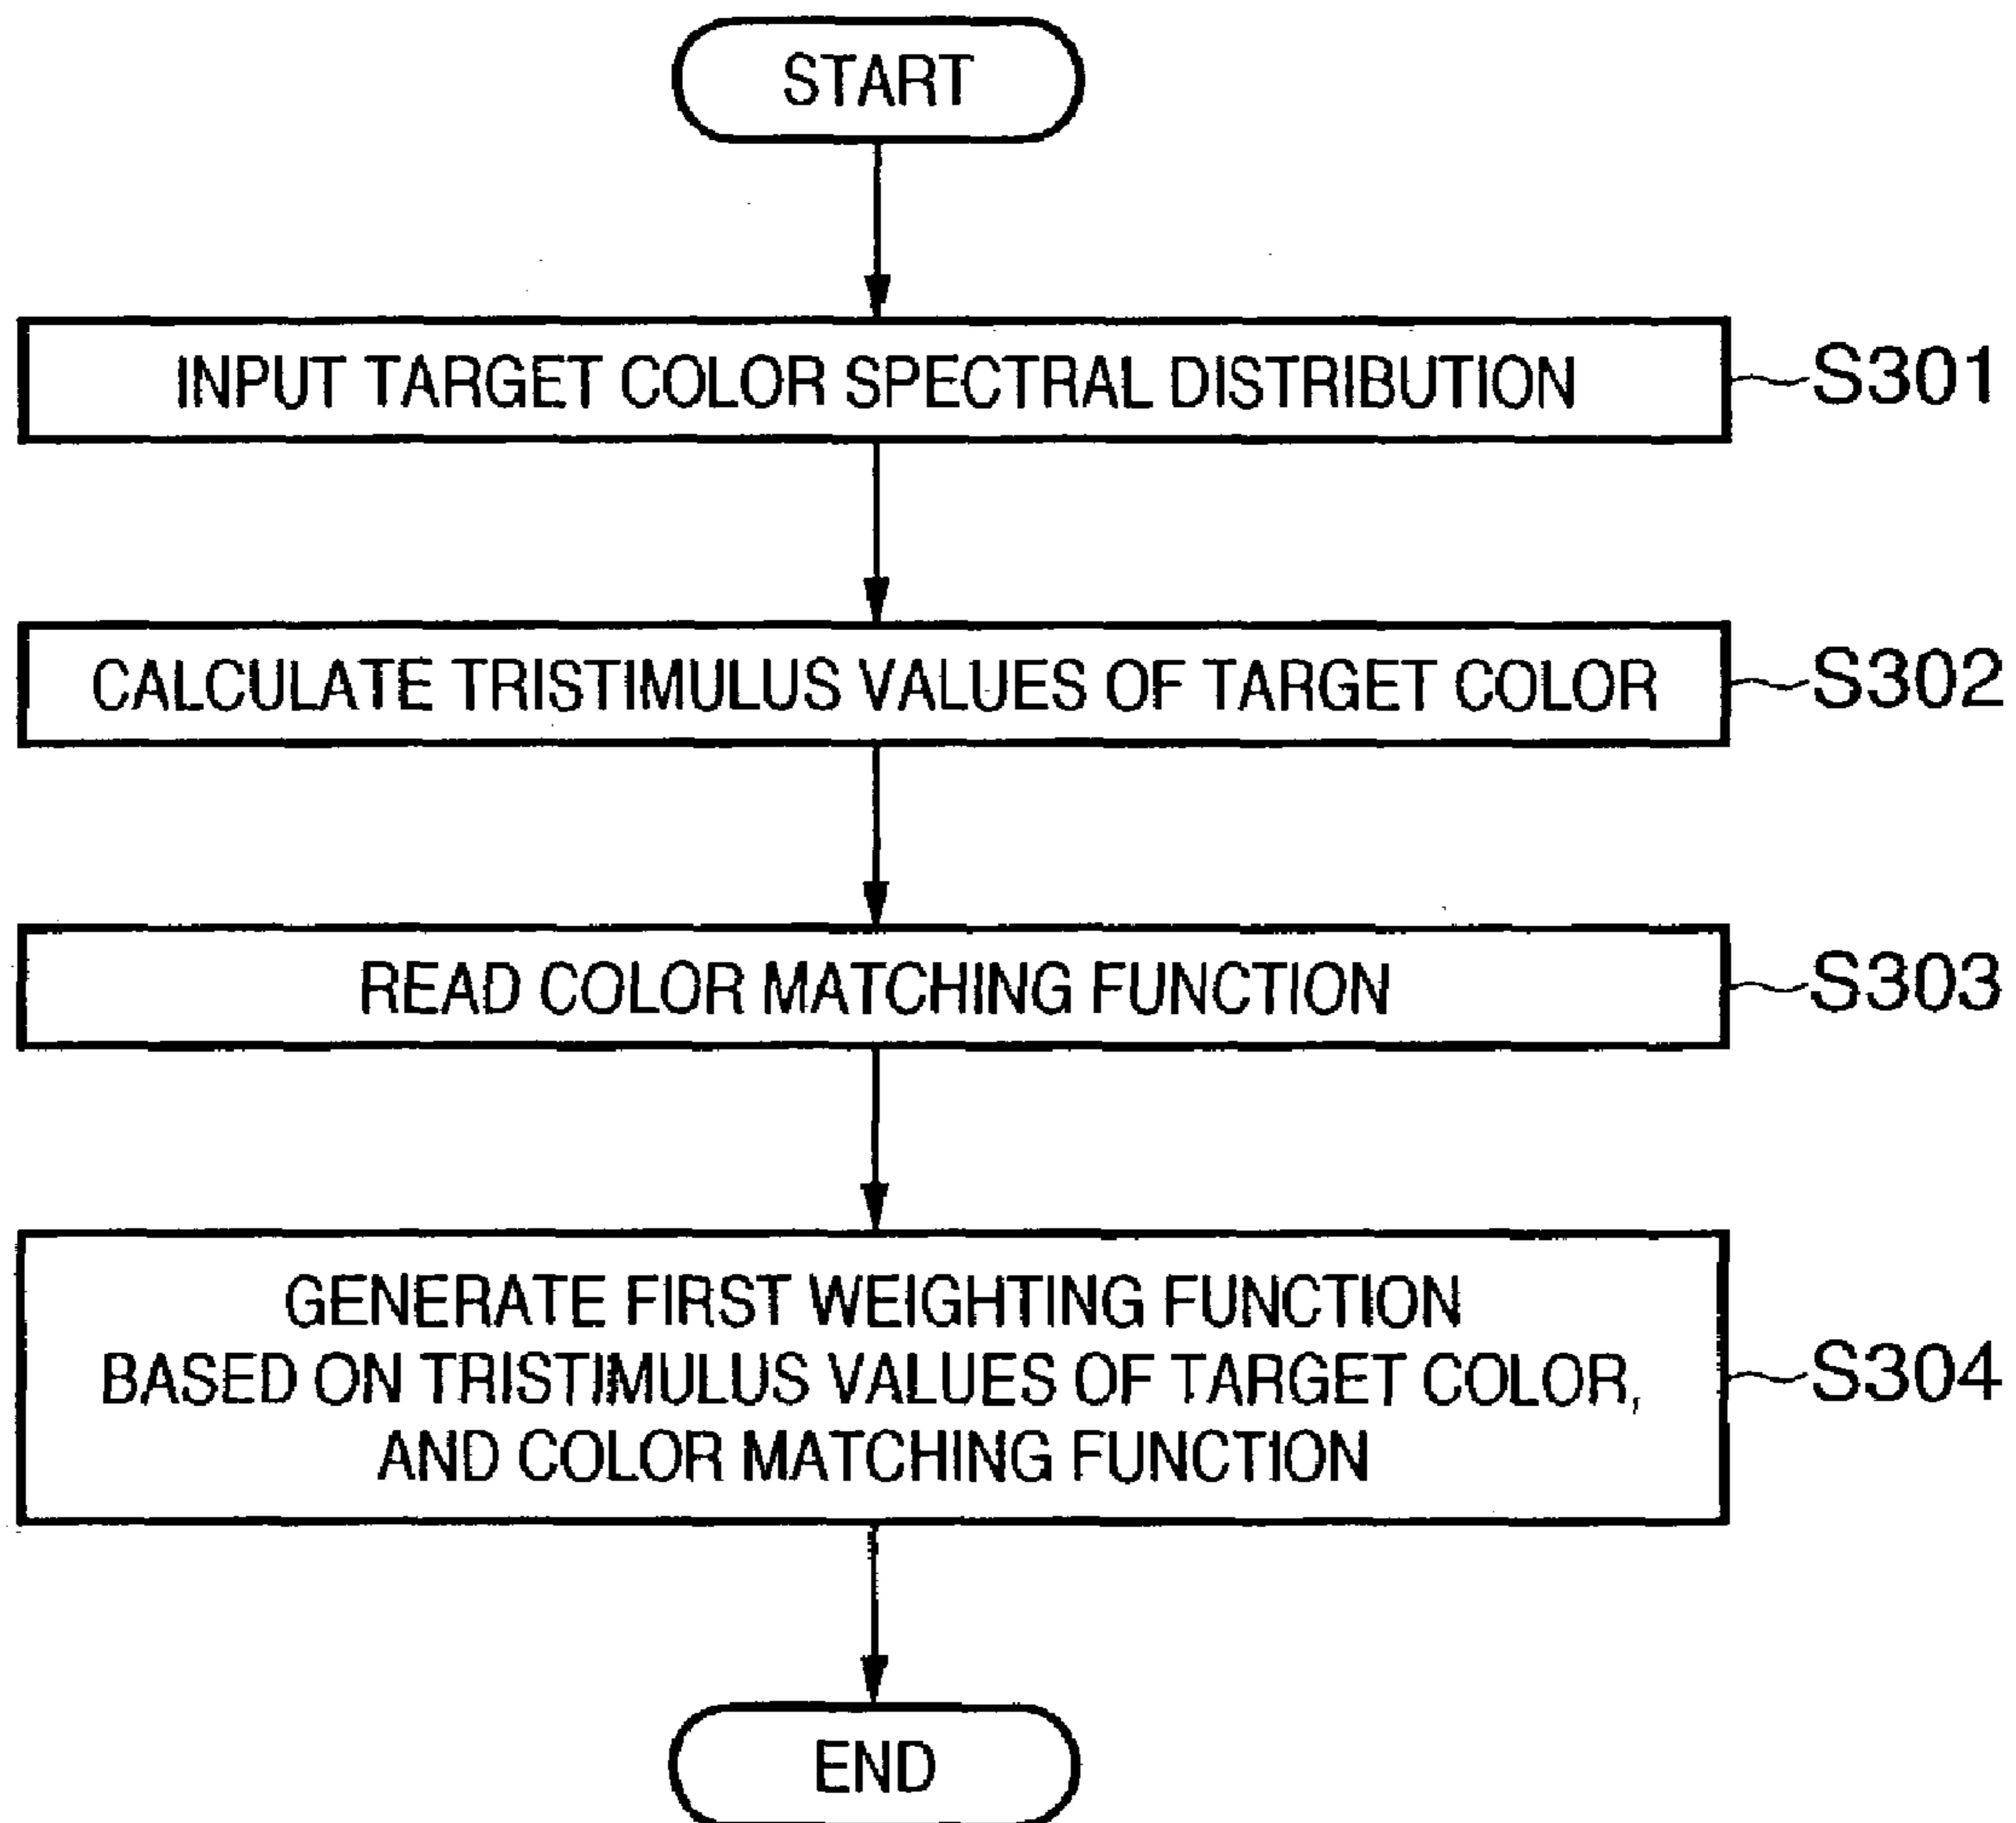 START
INPUT TARGET COLOR SPECTRAL DISTRIBUTION
S301
CALCULATE TRISTIMULUS VALUES OF TARGET COLOR
S302
READ COLOR MATCHING FUNCTION
S303
GENERATE FIRST WEIGHTING FUNCTION
BASED ON TRISTIMULUS VALUES OF TARGET COLOR,
AND COLOR MATCHING FUNCTION
S304
END